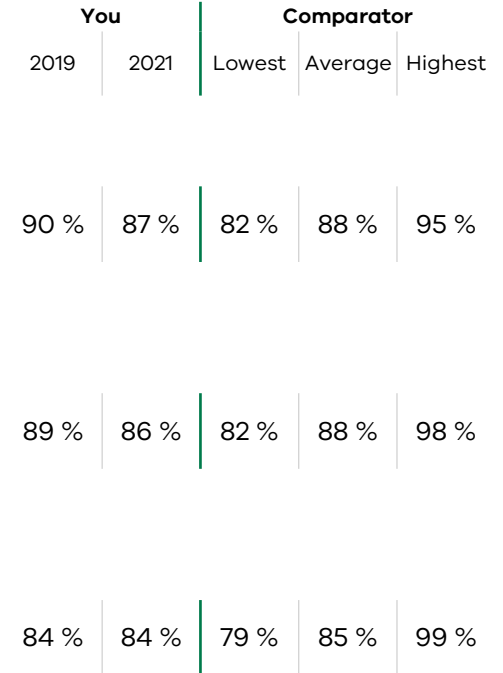 You Comparator
2019 2021 Lowest Average Highest
90 % 87 % 82 % 88 % 95 %
89 % 86 % 82 % 88 % 98 %
84 % 84 % 79 % 85 % 99 %